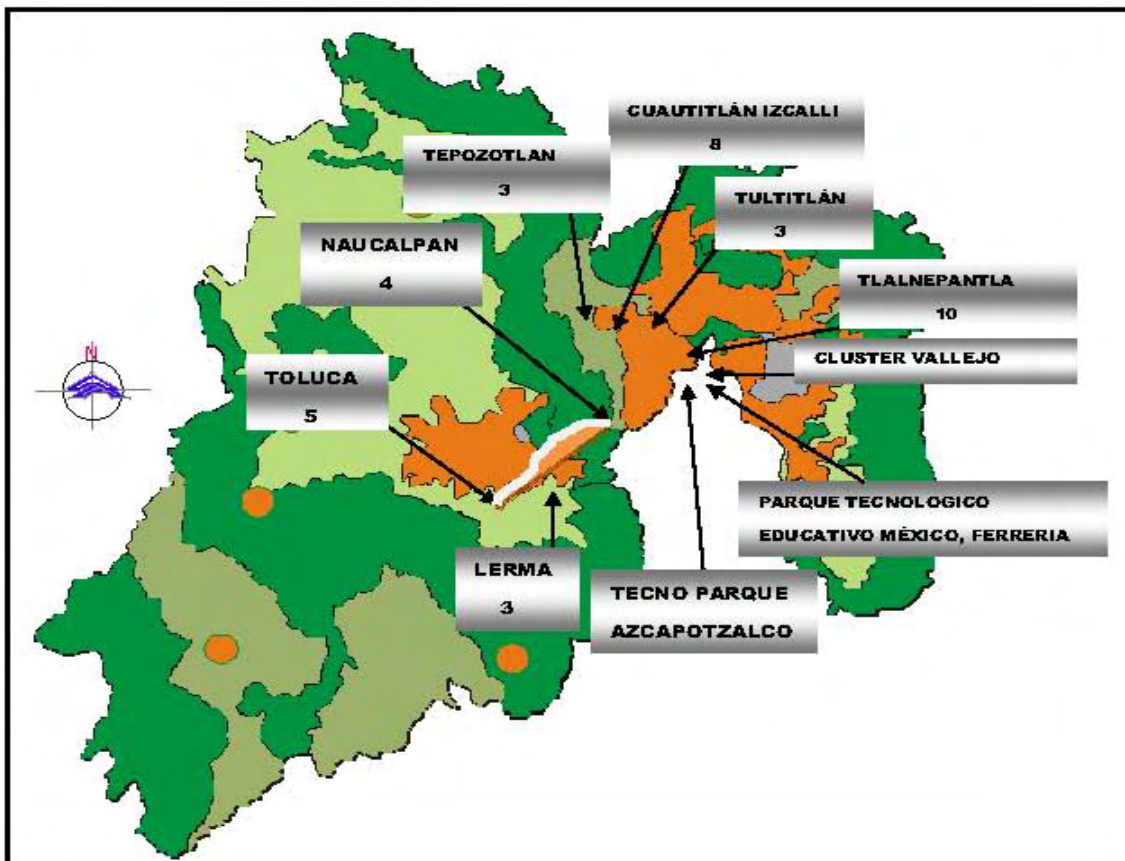 CUAUTITLÁN IZCALLI
8
TEPOZOTLAN
3
TULTITLÁN
3
NAUCALPAN
4
TLALNEPANTLA
10
CLUSTER VALLEJO
N
TOLUCA
5
PARQUE TECNOLOGICO
EDUCATIVO MÉXICO, FERRERIA
LERMA
3
TECNO PARQUE
AZCAPOTZALCO